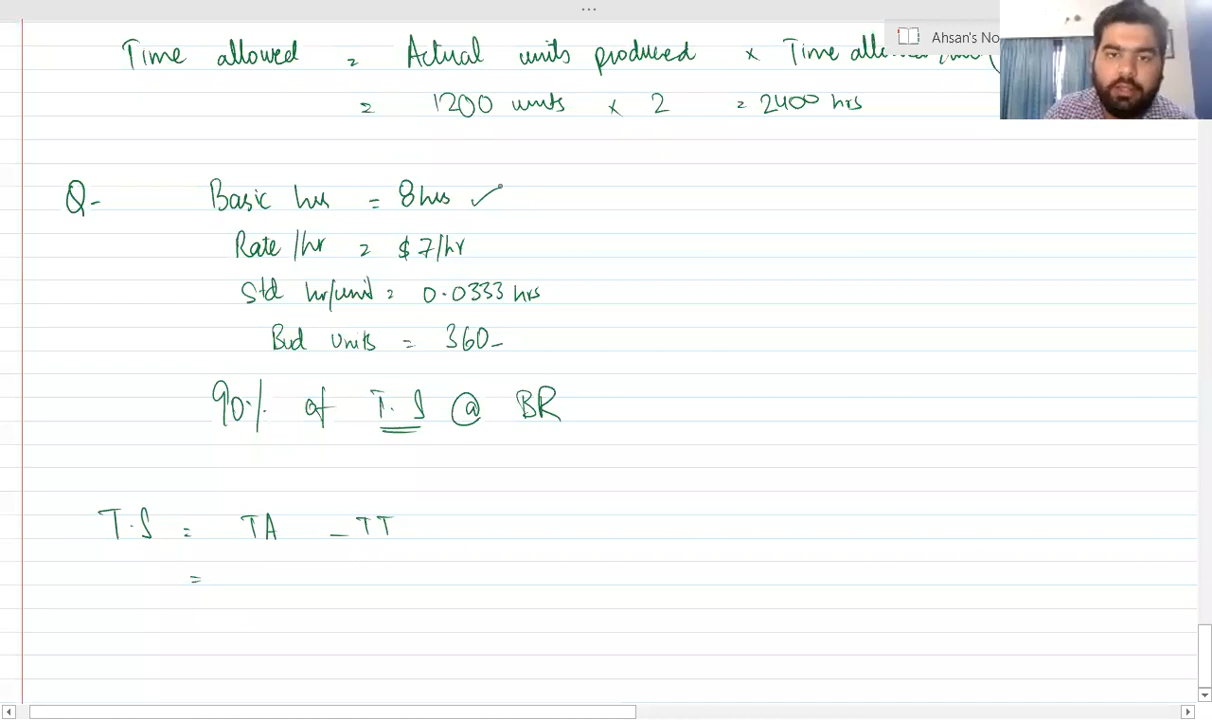 Ahsan's No
Time allowed = Actual units produced × Time
= 1200 units × 2 = 2400 hrs
Q- Basic hrs = 8hrs ✓
Rate /hr = $7/hr
Std hr/unit = 0.0333 hrs
Bud units = 360
90% of T.S @ BR
T.S = TA - TT
=